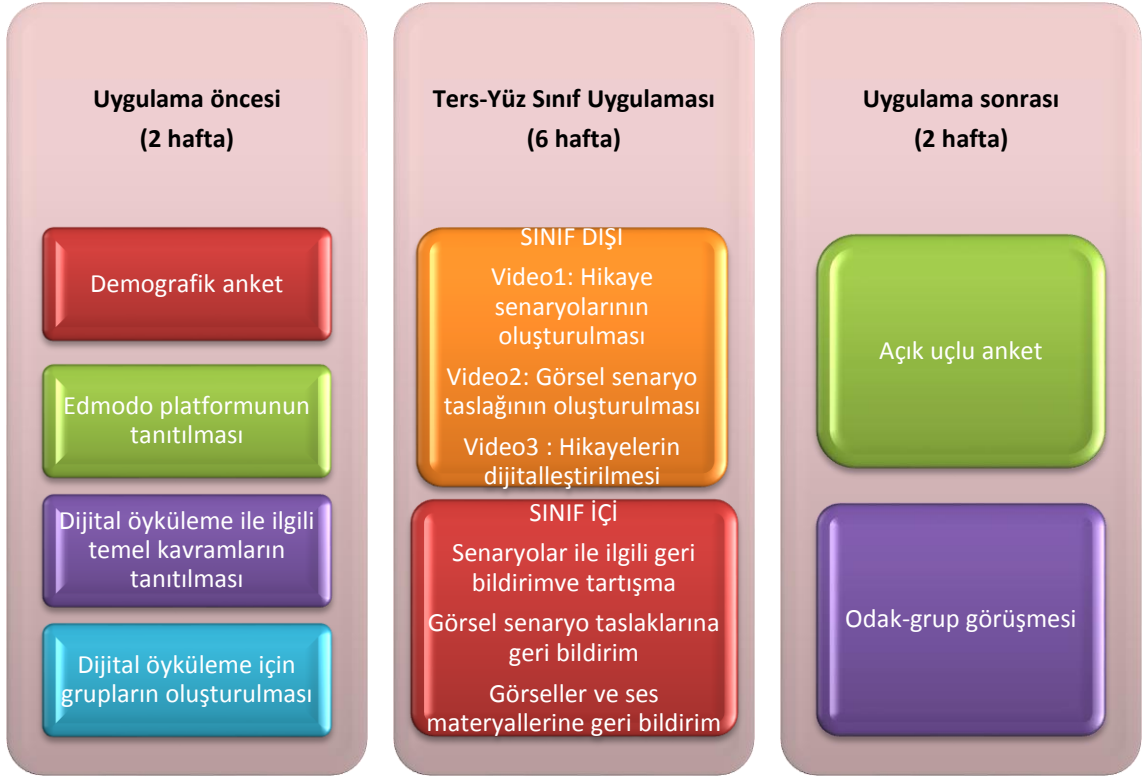 Uygulama öncesi
(2 hafta)
Demografik anket
Edmodo platformunun
tanıtılması
Dijital öyküleme ile ilgili
temel kavramların
tanıtılması
Dijital öyküleme için
grupların oluşturulması
Ters-Yüz Sınıf Uygulaması
(6 hafta)
SINIF DIŞI
Video1: Hikaye
senaryolarının
oluşturulması
Video2: Görsel senaryo
taslağının oluşturulması
Video3 : Hikayelerin
dijitalleştirilmesi
SINIF İÇİ
Senaryolar ile ilgili geri
bildirimve tartışma
Görsel senaryo taslaklarına
geri bildirim
Görseller ve ses
materyallerine geri bildirim
Uygulama sonrası
(2 hafta)
Açık uçlu anket
Odak-grup görüşmesi